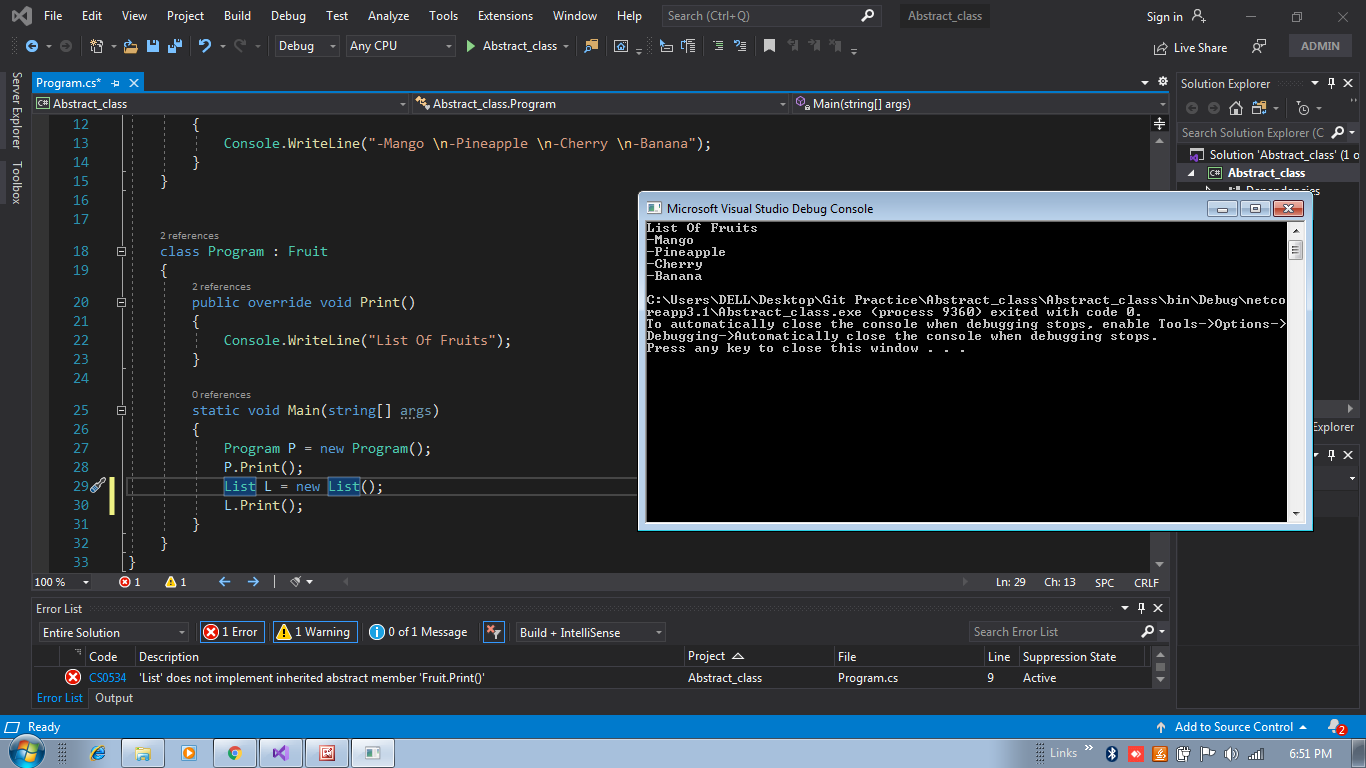 File Edit View Project Build Debug Test Analyze Tools Extensions Window Help Search (Ctrl+Q) Abstract_class Sign in
Debug Any CPU Abstract_class Live Share ADMIN
Server Explorer
Toolbox
Program.cs*
Abstract_class Abstract_class.Program Main(string[] args)
12 {
13 Console.WriteLine("-Mango \n-Pineapple \n-Cherry \n-Banana");
14 }
15 }
16
17
2 references
18 class Program : Fruit
19 {
2 references
20 public override void Print()
21 {
22 Console.WriteLine("List Of Fruits");
23 }
24
0 references
25 static void Main(string[] args)
26 {
27 Program P = new Program();
28 P.Print();
29 List L = new List();
30 L.Print();
31 }
32 }
33 }
100 % 1 1 Ln: 29 Ch: 13 SPC CRLF
Microsoft Visual Studio Debug Console
List Of Fruits
-Mango
-Pineapple
-Cherry
-Banana
C:\Users\DELL\Desktop\Git Practice\Abstract_class\Abstract_class\bin\Debug\netco
reapp3.1\Abstract_class.exe (process 9360) exited with code 0.
To automatically close the console when debugging stops, enable Tools->Options->
Debugging->Automatically close the console when debugging stops.
Press any key to close this window . . .
Solution Explorer
Search Solution Explorer (C
Solution 'Abstract_class' (1 o
Abstract_class
Dependencies
Explorer
Error List
Entire Solution 1 Error 1 Warning 0 of 1 Message Build + IntelliSense Search Error List
Code Description Project File Line Suppression State
CS0534 'List' does not implement inherited abstract member 'Fruit.Print()' Abstract_class Program.cs 9 Active
Error List Output
Ready Add to Source Control 2
Links 6:51 PM